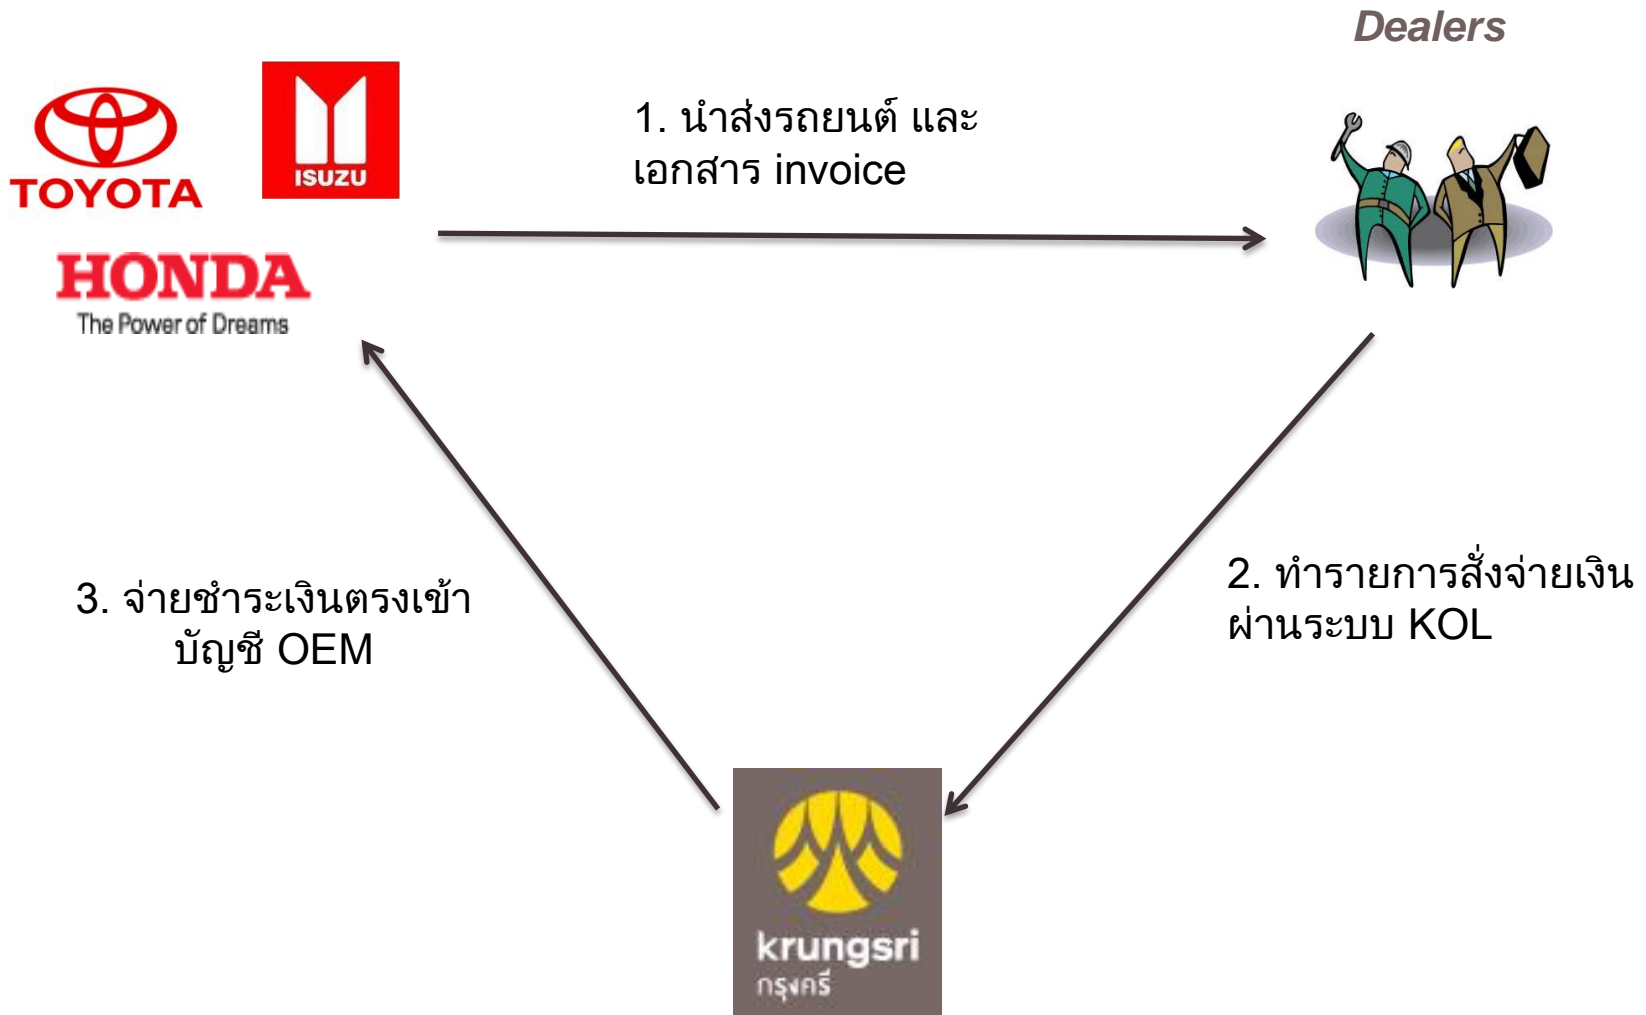 Dealers
TOYOTA
ISUZU
HONDA
The Power of Dreams
1. นำส่งรถยนต์ และ
เอกสาร invoice
2. ทำรายการสั่งจ่ายเงิน
ผ่านระบบ KOL
3. จ่ายชำระเงินตรงเข้า
บัญชี OEM
krungsri
กรุงศรี